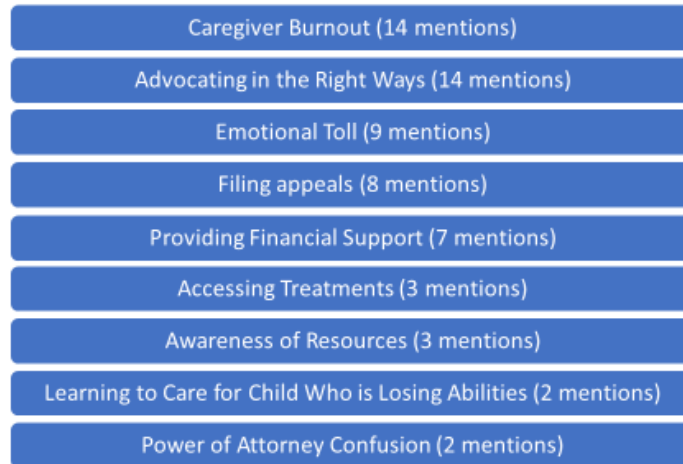 Caregiver Burnout (14 mentions)
Advocating in the Right Ways (14 mentions)
Emotional Toll (9 mentions)
Filing appeals (8 mentions)
Providing Financial Support (7 mentions)
Accessing Treatments (3 mentions)
Awareness of Resources (3 mentions)
Learning to Care for Child Who is Losing Abilities (2 mentions)
Power of Attorney Confusion (2 mentions)